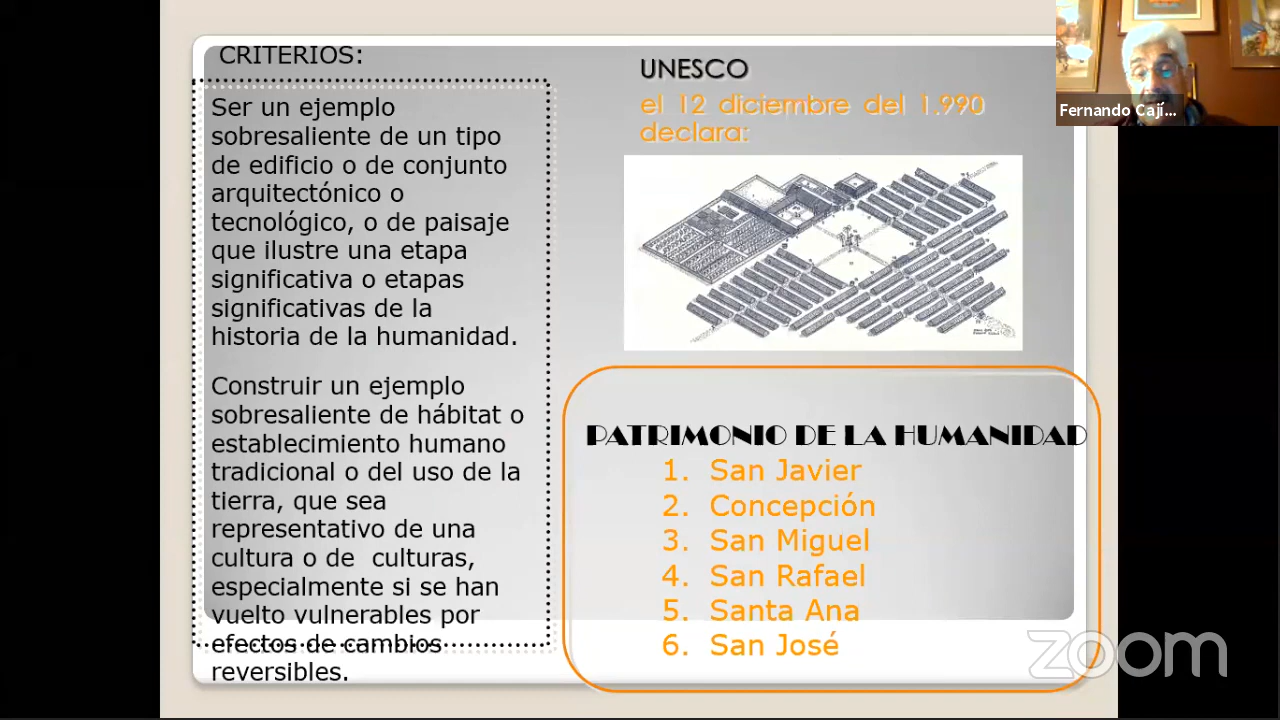 CRITERIOS:
Ser un ejemplo
sobresaliente de un tipo
de edificio o de conjunto
arquitectónico o
tecnológico, o de paisaje
que ilustre una etapa
significativa o etapas
significativas de la
historia de la humanidad.
Construir un ejemplo
sobresaliente de hábitat o
establecimiento humano
tradicional o del uso de la
tierra, que sea
representativo de una
cultura o de culturas,
especialmente si se han
vuelto vulnerables por
efectos de cambios
reversibles.
UNESCO
el 12 diciembre del 1.990
declara:
PATRIMONIO DE LA HUMANIDAD
1. San Javier
2. Concepción
3. San Miguel
4. San Rafael
5. Santa Ana
6. San José
Fernando Cají...
zoom